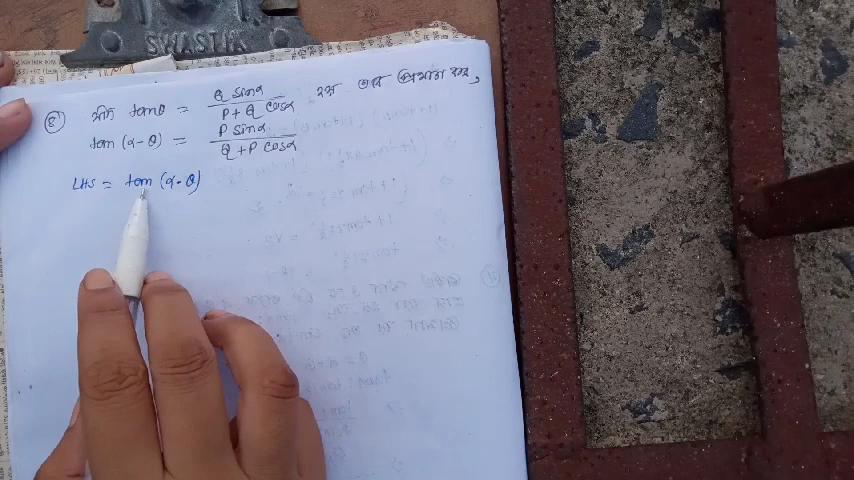 SWASTIK
8) যদি tanθ = Q sinα / P + Q cosα হয় তবে প্রমাণ কর,
tan (α-θ) = P sinα / Q + P cosα
LHS = tan (α-θ)